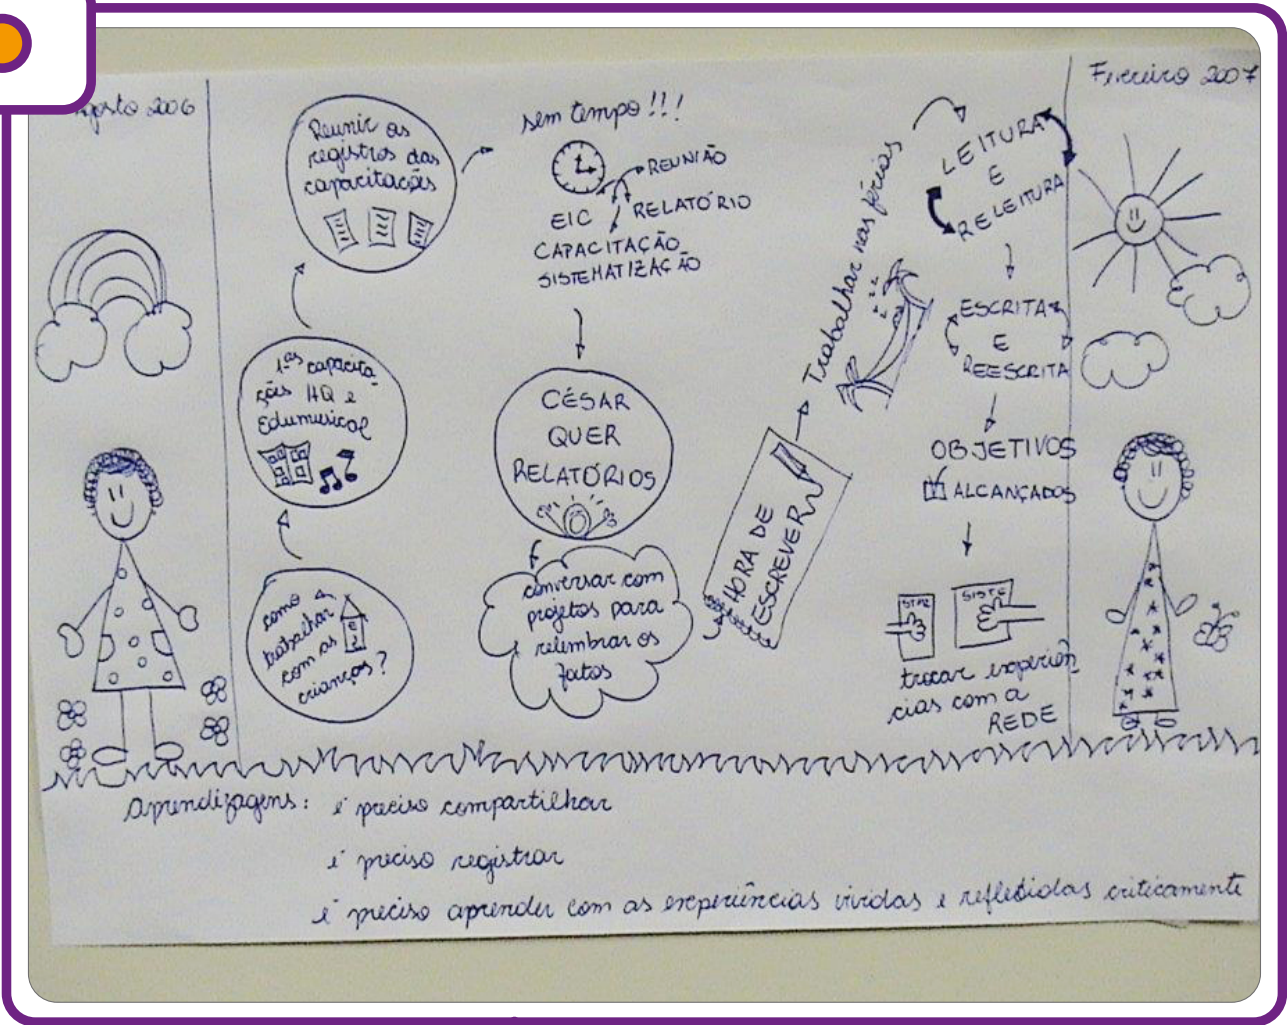 agosto 2006
Como
trabalhar
com as
crianças?
1ªs capacita-
ções HQ e
Edumusical
Reunir os
registros das
capacitações
sem tempo!!!
REUNIÃO
RELATÓRIO
EIC
CAPACITAÇÃO
SISTEMATIZAÇÃO
CÉSAR
QUER
RELATÓRIOS
conversar com
projetos para
relembrar os
fatos
HORA DE
ESCREVER
Trabalhar nas férias
LEITURA
E
RELEITURA
ESCRITA
E
REESCRITA
OBJETIVOS
ALCANÇADOS
SISTE
trocar experiên
cias com a
REDE
Fevereiro 2007
Aprendizagens: é preciso compartilhar
é preciso registrar
é preciso aprender com as experiências vividas e refletidas criticamente